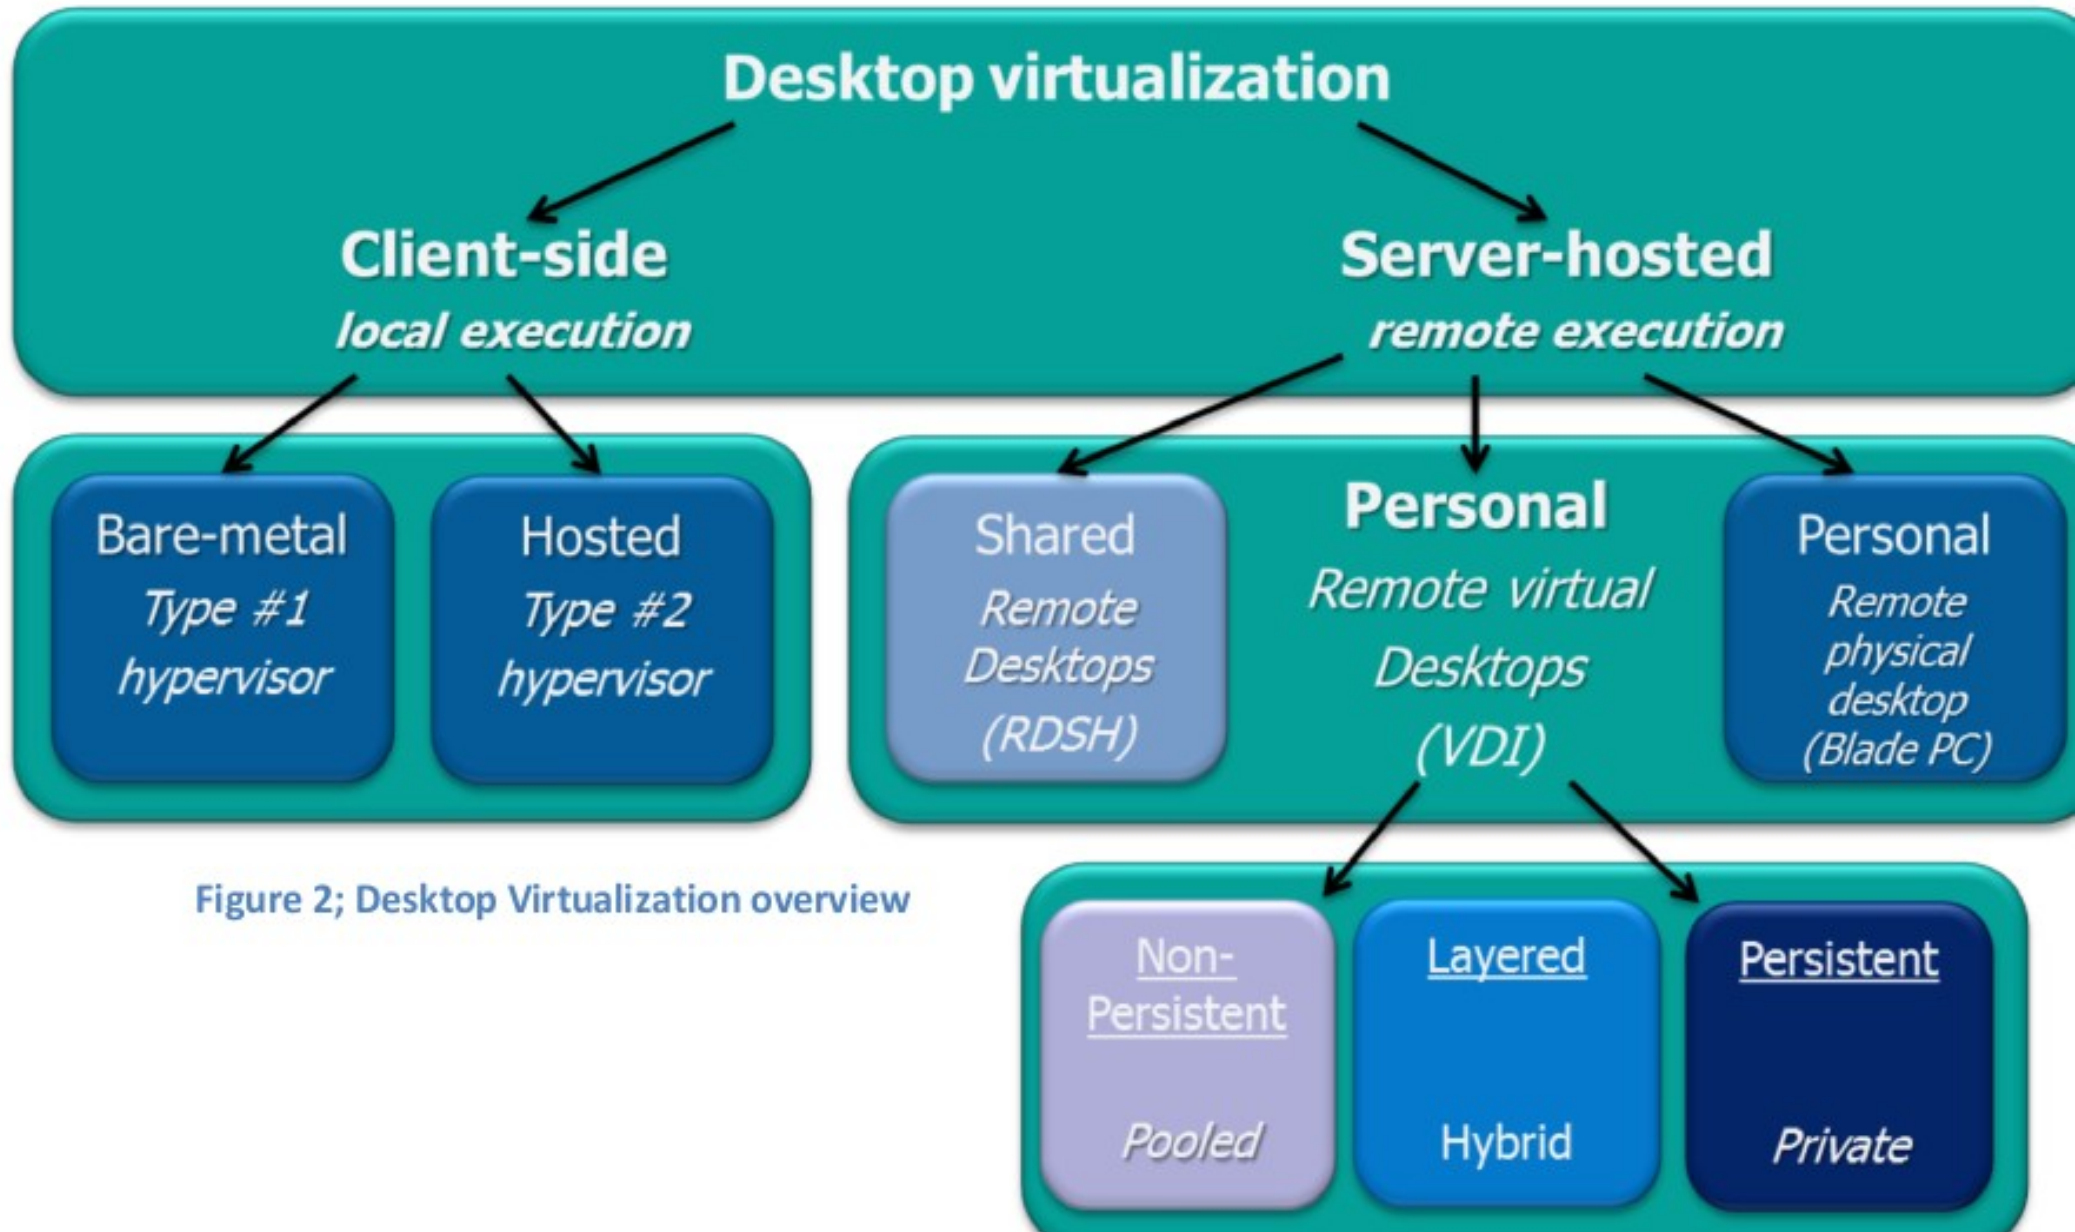 Desktop virtualization
Client-side
local execution
Server-hosted
remote execution
Bare-metal
Type #1
hypervisor
Hosted
Type #2
hypervisor
Shared
Remote
Desktops
(RDSH)
Personal
Remote virtual
Desktops
(VDI)
Personal
Remote
physical
desktop
(Blade PC)
Figure 2; Desktop Virtualization overview
Non-
Persistent
Pooled
Layered
Hybrid
Persistent
Private